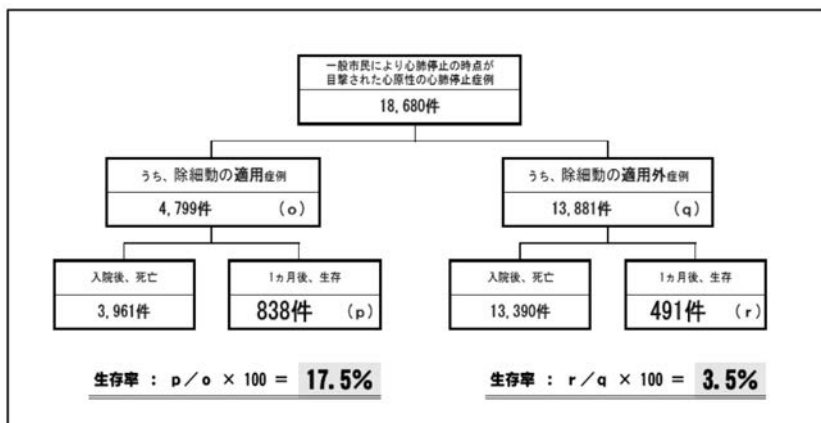 一般市民により心肺停止の時点が
目撃された心原性の心肺停止症例
18,680件
うち、除細動の適用症例
4,799件 （o）
うち、除細動の適用外症例
13,881件 （q）
入院後、死亡
3,961件
1ヵ月後、生存
838件 （p）
入院後、死亡
13,390件
1ヵ月後、生存
491件 （r）
生存率 ： p／o × 100 ＝ 17.5%
生存率 ： r／q × 100 ＝ 3.5%